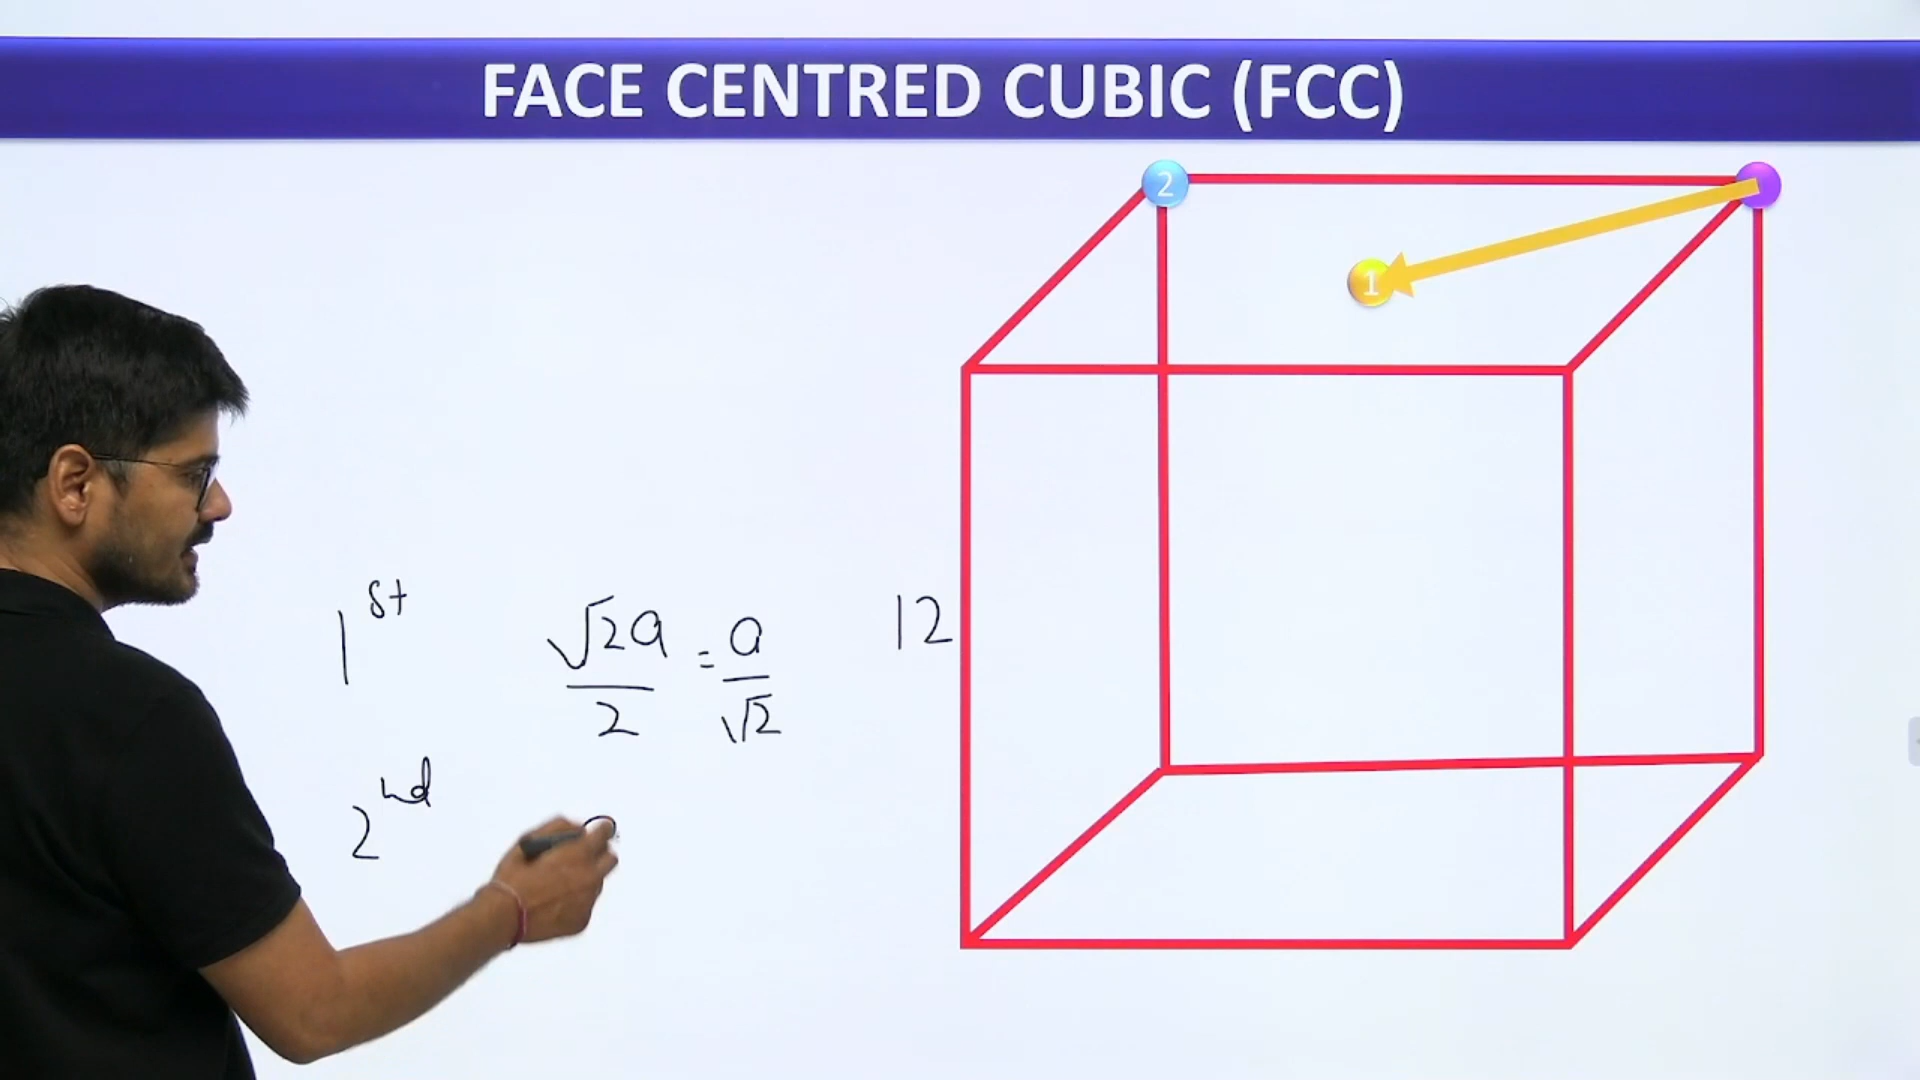 FACE CENTRED CUBIC (FCC)
2
1
1st √2a/2 = a/√2 12
2nd